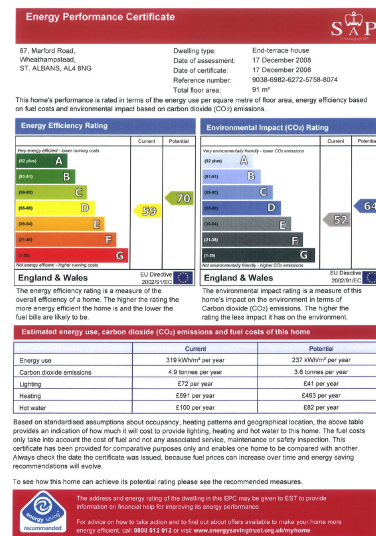 Energy Performance Certificate
SAP
67, Marford Road,
Wheathampstead,
ST. ALBANS, AL4 8NG
Dwelling type: End-terrace house
Date of assessment: 17 December 2008
Date of certificate: 17 December 2008
Reference number: 9038-6982-6272-5758-8074
Total floor area: 91 m²
This home's performance is rated in terms of the energy use per square metre of floor area, energy efficiency based
on fuel costs and environmental impact based on carbon dioxide (CO₂) emissions.
Energy Efficiency Rating
Current Potential
Very energy efficient - lower running costs
(92 plus) A
(81-91) B
(69-80) C
(55-68) D
(39-54) E
(21-38) F
(1-20) G
59
70
Not energy efficient - higher running costs
England & Wales
EU Directive
2002/91/EC
Environmental Impact (CO₂) Rating
Current Potential
Very environmentally friendly - lower CO₂ emissions
(92 plus) A
(81-91) B
(69-80) C
(55-68) D
(39-54) E
(21-38) F
(1-20) G
52
64
Not environmentally friendly - higher CO₂ emissions
England & Wales
EU Directive
2002/91/EC
The energy efficiency rating is a measure of the
overall efficiency of a home. The higher the rating the
more energy efficient the home is and the lower the
fuel bills are likely to be.
The environmental impact rating is a measure of this
home's impact on the environment in terms of
Carbon dioxide (CO₂) emissions. The higher the
rating the less impact it has on the environment.
Estimated energy use, carbon dioxide (CO₂) emissions and fuel costs of this home
Current Potential
Energy use 319 kWh/m² per year 237 kWh/m² per year
Carbon dioxide emissions 4.9 tonnes per year 3.6 tonnes per year
Lighting £72 per year £41 per year
Heating £591 per year £463 per year
Hot water £100 per year £82 per year
Based on standardised assumptions about occupancy, heating patterns and geographical location, the above table
provides an indication of how much it will cost to provide lighting, heating and hot water to this home. The fuel costs
only take into account the cost of fuel and not any associated service, maintenance or safety inspection. This
certificate has been provided for comparative purposes only and enables one home to be compared with another.
Always check the date the certificate was issued, because fuel prices can increase over time and energy saving
recommendations will evolve.
To see how this home can achieve its potential rating please see the recommended measures.
energy saving
recommended
The address and energy rating of the dwelling in this EPC may be given to EST to provide
information on financial help for improving its energy performance
For advice on how to take action and to find out about offers available to make your home more
energy efficient, call 0800 512 012 or visit www.energysavingtrust.org.uk/myhome